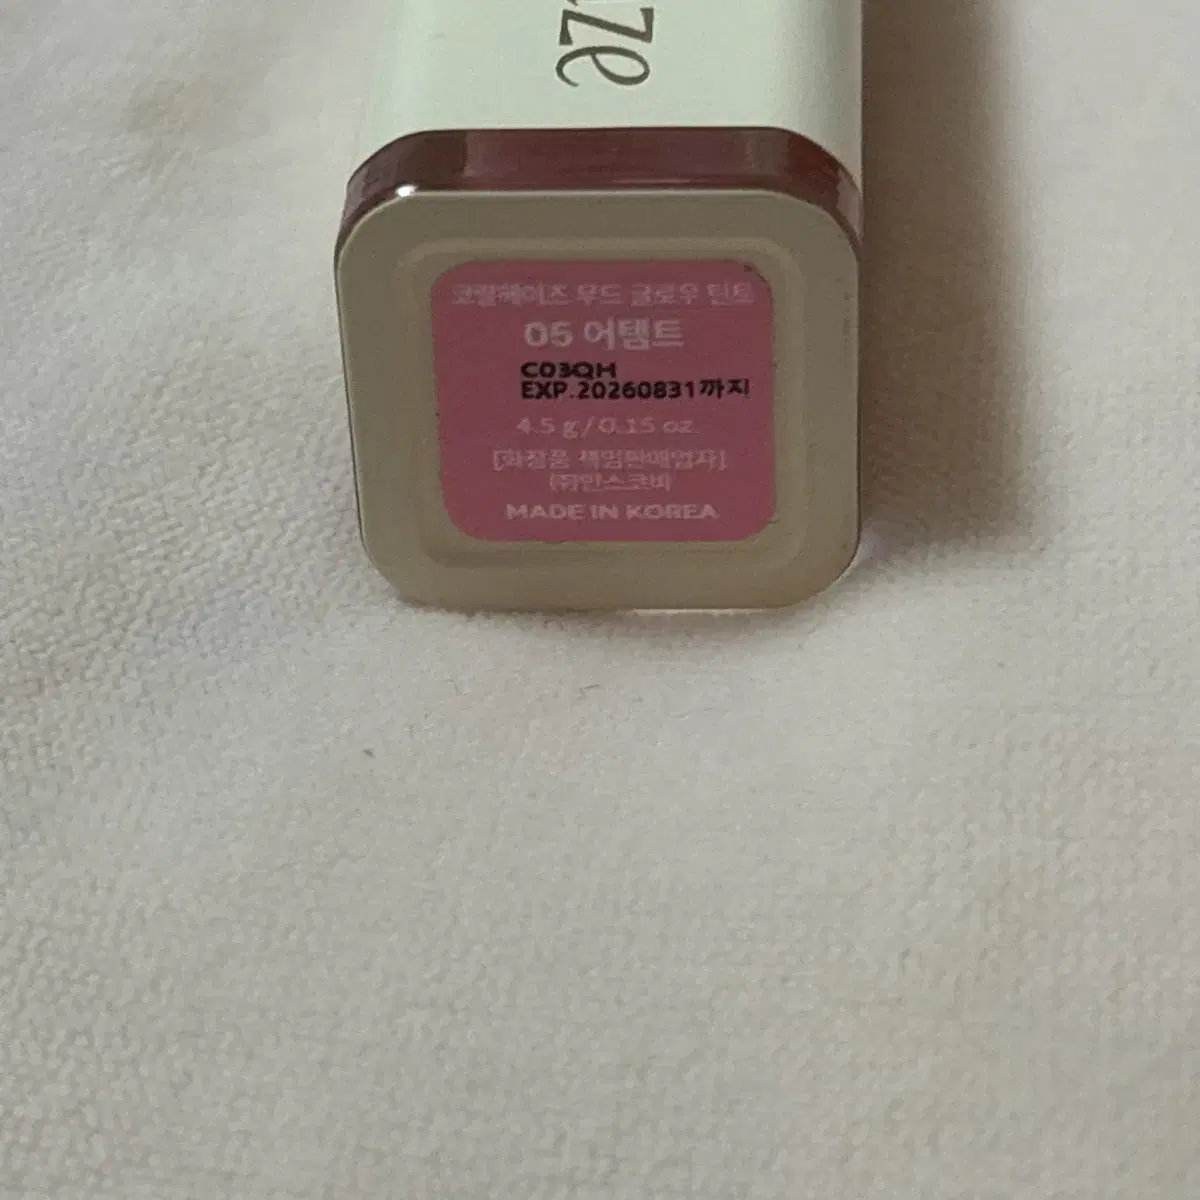 aze
코랄헤이즈 무드 글로우 틴트
05 어템트
C03QH
EXP.20260831까지
4.5 g / 0.15 oz.
[화장품 책임판매업자]
㈜인스코비
MADE IN KOREA